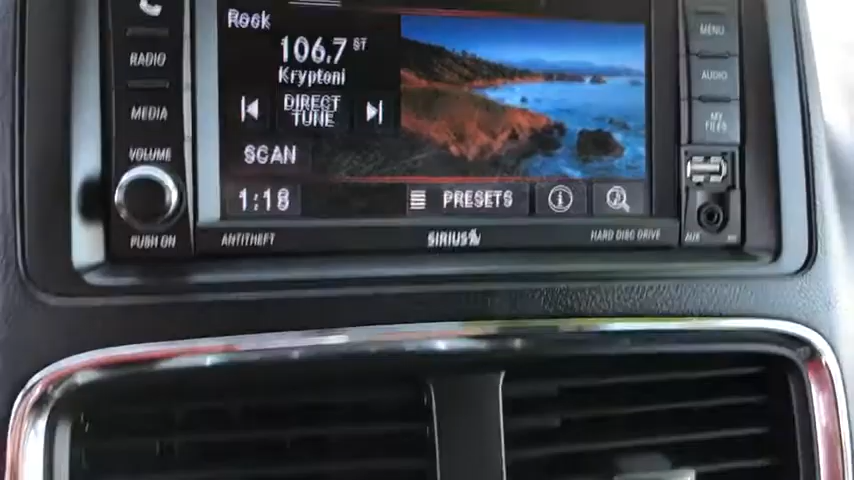 Rock
106.7 ST
Kryptoni
DIRECT
TUNE
SCAN
1:18
PRESETS
RADIO
MEDIA
VOLUME
PUSH ON
MENU
AUDIO
MY
FILES
AUX
ANTITHEFT
SIRIUS
HARD DISC DRIVE